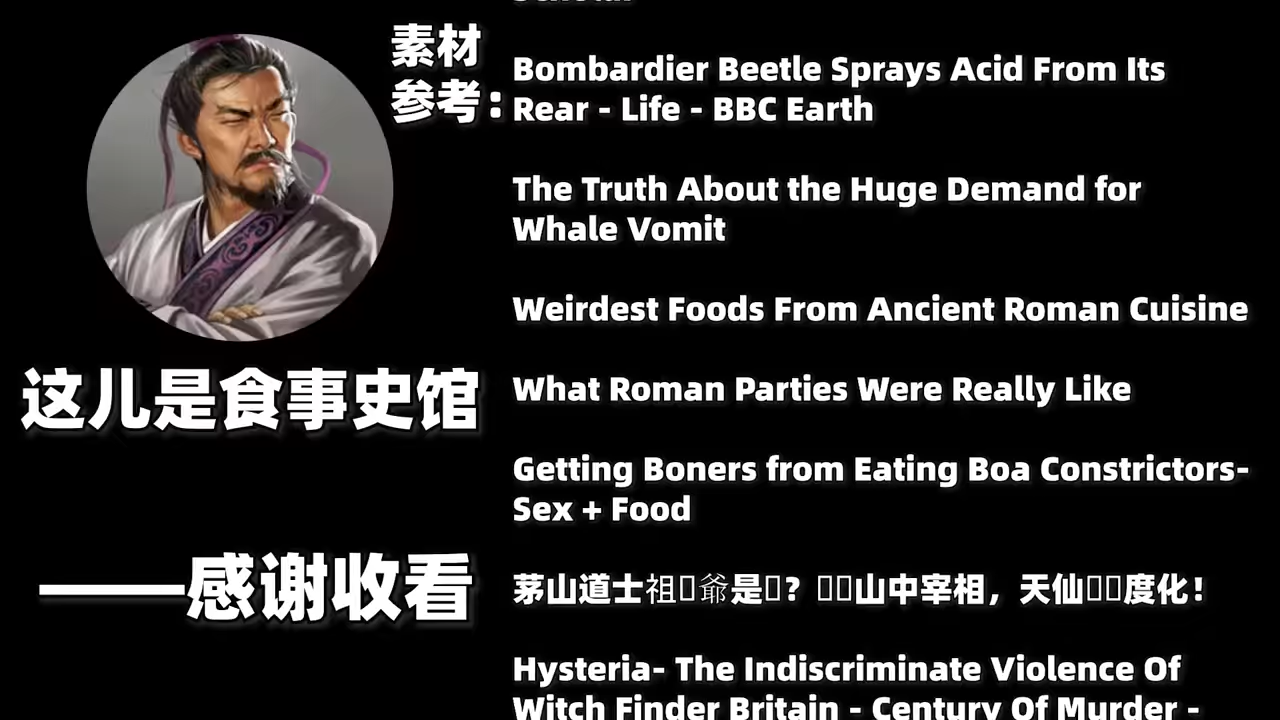 素材
参考：
Bombardier Beetle Sprays Acid From Its
Rear - Life - BBC Earth
The Truth About the Huge Demand for
Whale Vomit
Weirdest Foods From Ancient Roman Cuisine
What Roman Parties Were Really Like
Getting Boners from Eating Boa Constrictors-
Sex + Food
茅山道士祖爺是？山中宰相，天仙度化！
Hysteria- The Indiscriminate Violence Of
Witch Finder Britain - Century Of Murder -
这儿是食事史馆
——感谢收看